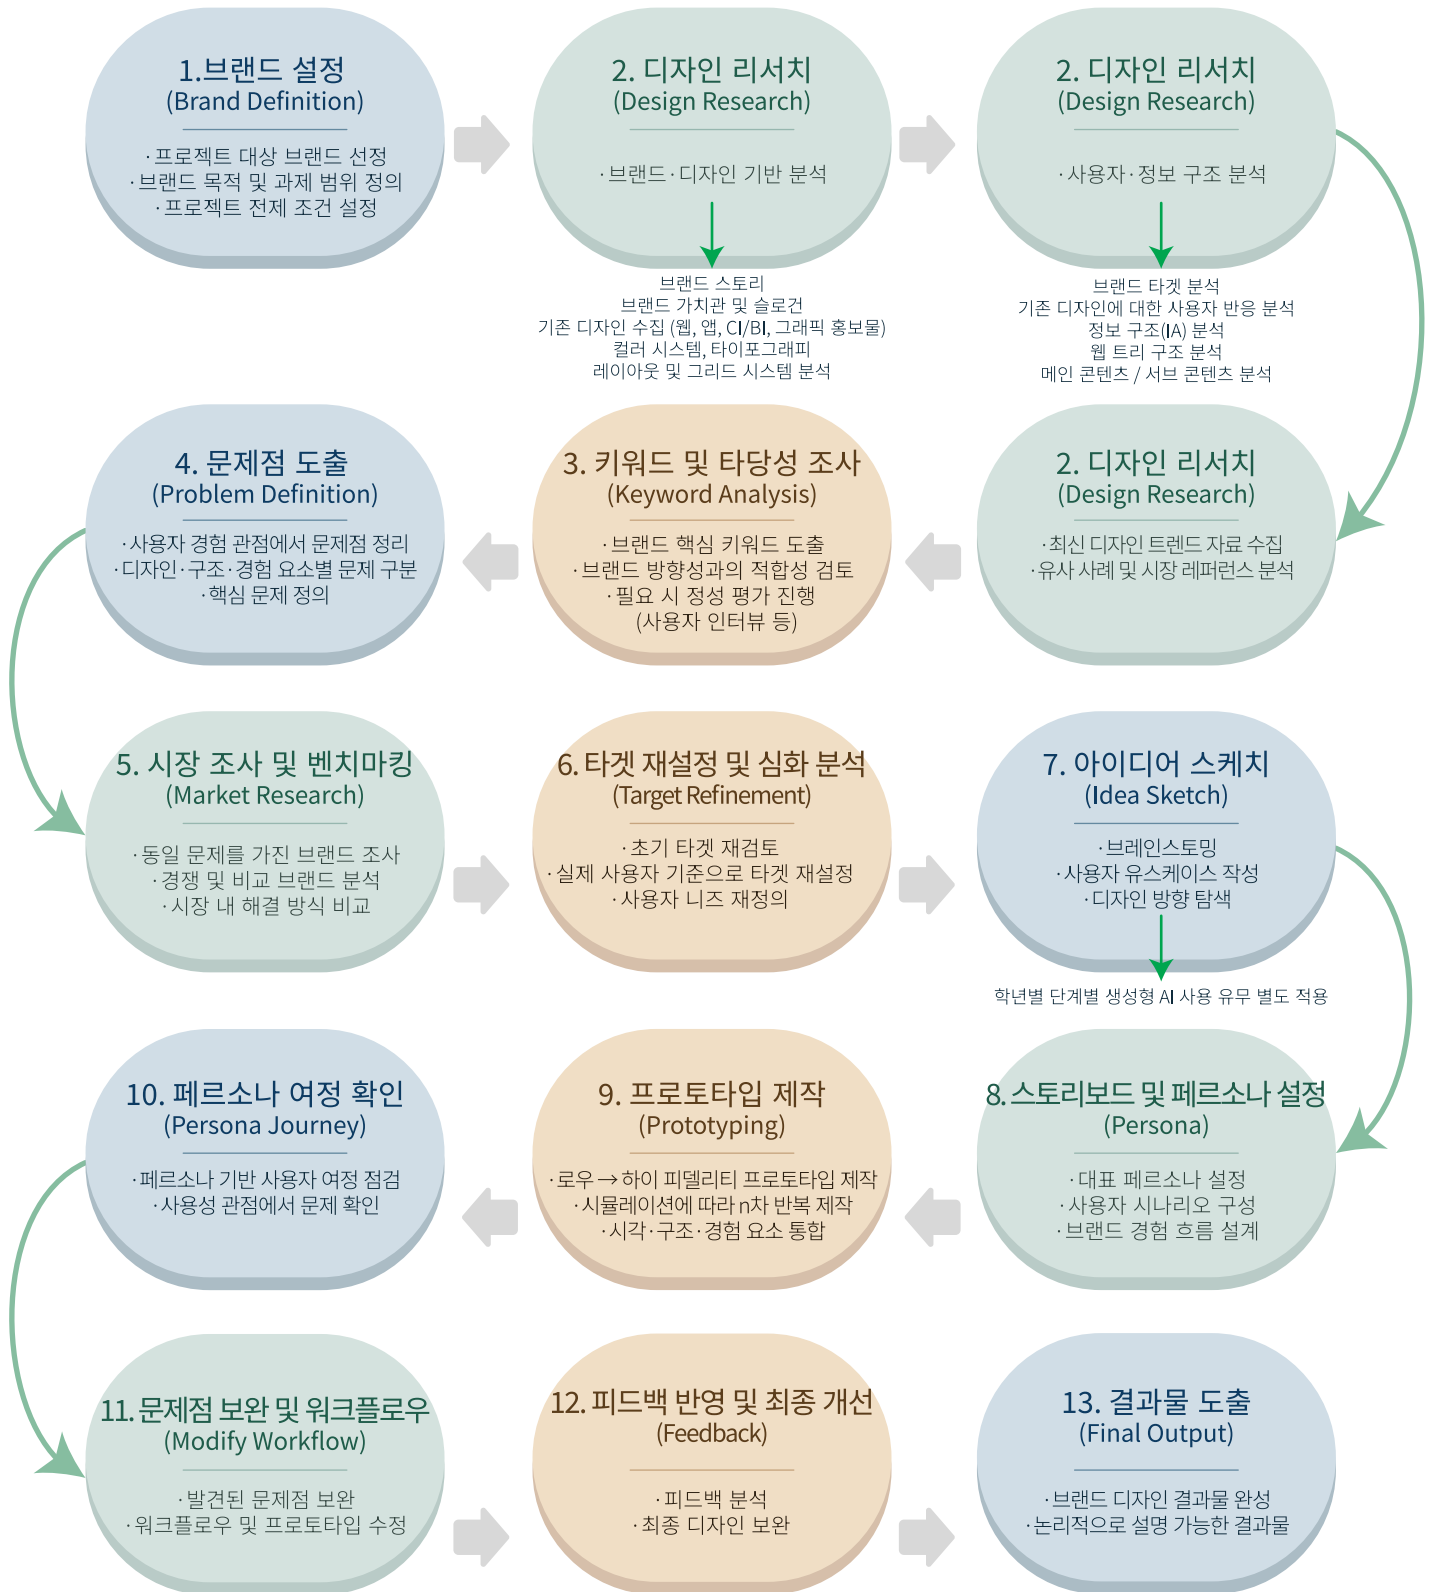 1.브랜드 설정
(Brand Definition)
·프로젝트 대상 브랜드 선정
·브랜드 목적 및 과제 범위 정의
·프로젝트 전제 조건 설정
2. 디자인 리서치
(Design Research)
·브랜드·디자인 기반 분석
브랜드 스토리
브랜드 가치관 및 슬로건
기존 디자인 수집 (웹, 앱, CI/BI, 그래픽 홍보물)
컬러 시스템, 타이포그래피
레이아웃 및 그리드 시스템 분석
2. 디자인 리서치
(Design Research)
·사용자·정보 구조 분석
브랜드 타겟 분석
기존 디자인에 대한 사용자 반응 분석
정보 구조(IA) 분석
웹 트리 구조 분석
메인 콘텐츠 / 서브 콘텐츠 분석
2. 디자인 리서치
(Design Research)
·최신 디자인 트렌드 자료 수집
·유사 사례 및 시장 레퍼런스 분석
3. 키워드 및 타당성 조사
(Keyword Analysis)
·브랜드 핵심 키워드 도출
·브랜드 방향성과의 적합성 검토
·필요 시 정성 평가 진행
(사용자 인터뷰 등)
4. 문제점 도출
(Problem Definition)
·사용자 경험 관점에서 문제점 정리
·디자인·구조·경험 요소별 문제 구분
·핵심 문제 정의
5. 시장 조사 및 벤치마킹
(Market Research)
·동일 문제를 가진 브랜드 조사
·경쟁 및 비교 브랜드 분석
·시장 내 해결 방식 비교
6. 타겟 재설정 및 심화 분석
(Target Refinement)
·초기 타겟 재검토
·실제 사용자 기준으로 타겟 재설정
·사용자 니즈 재정의
7. 아이디어 스케치
(Idea Sketch)
·브레인스토밍
·사용자 유스케이스 작성
·디자인 방향 탐색
학년별 단계별 생성형 AI 사용 유무 별도 적용
8. 스토리보드 및 페르소나 설정
(Persona)
·대표 페르소나 설정
·사용자 시나리오 구성
·브랜드 경험 흐름 설계
9. 프로토타입 제작
(Prototyping)
·로우 → 하이 피델리티 프로토타입 제작
·시뮬레이션에 따라 n차 반복 제작
·시각·구조·경험 요소 통합
10. 페르소나 여정 확인
(Persona Journey)
·페르소나 기반 사용자 여정 점검
·사용성 관점에서 문제 확인
11. 문제점 보완 및 워크플로우
(Modify Workflow)
·발견된 문제점 보완
·워크플로우 및 프로토타입 수정
12. 피드백 반영 및 최종 개선
(Feedback)
·피드백 분석
·최종 디자인 보완
13. 결과물 도출
(Final Output)
·브랜드 디자인 결과물 완성
·논리적으로 설명 가능한 결과물